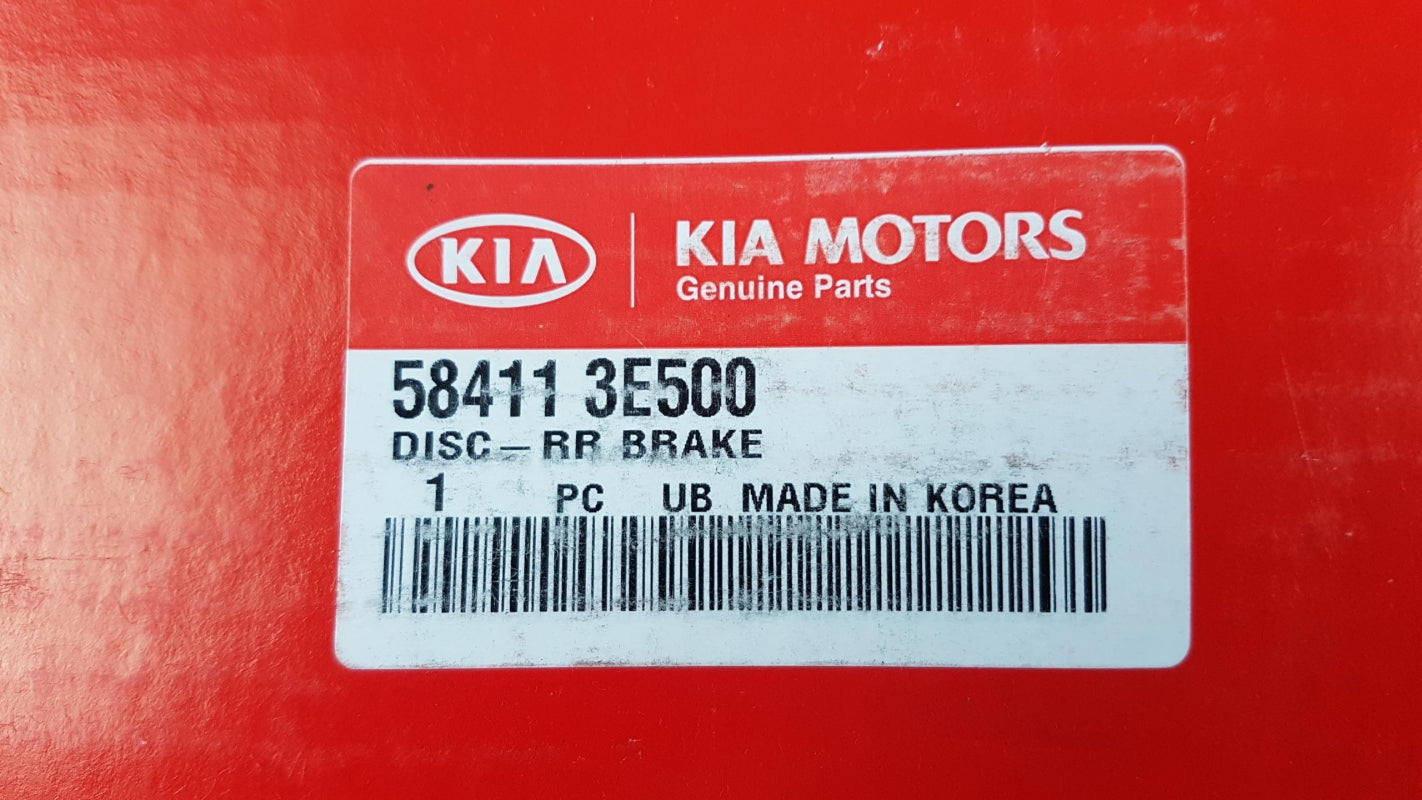 KIA
KIA MOTORS
Genuine Parts
58411 3E500
DISC-RR BRAKE
1 PC UB MADE IN KOREA